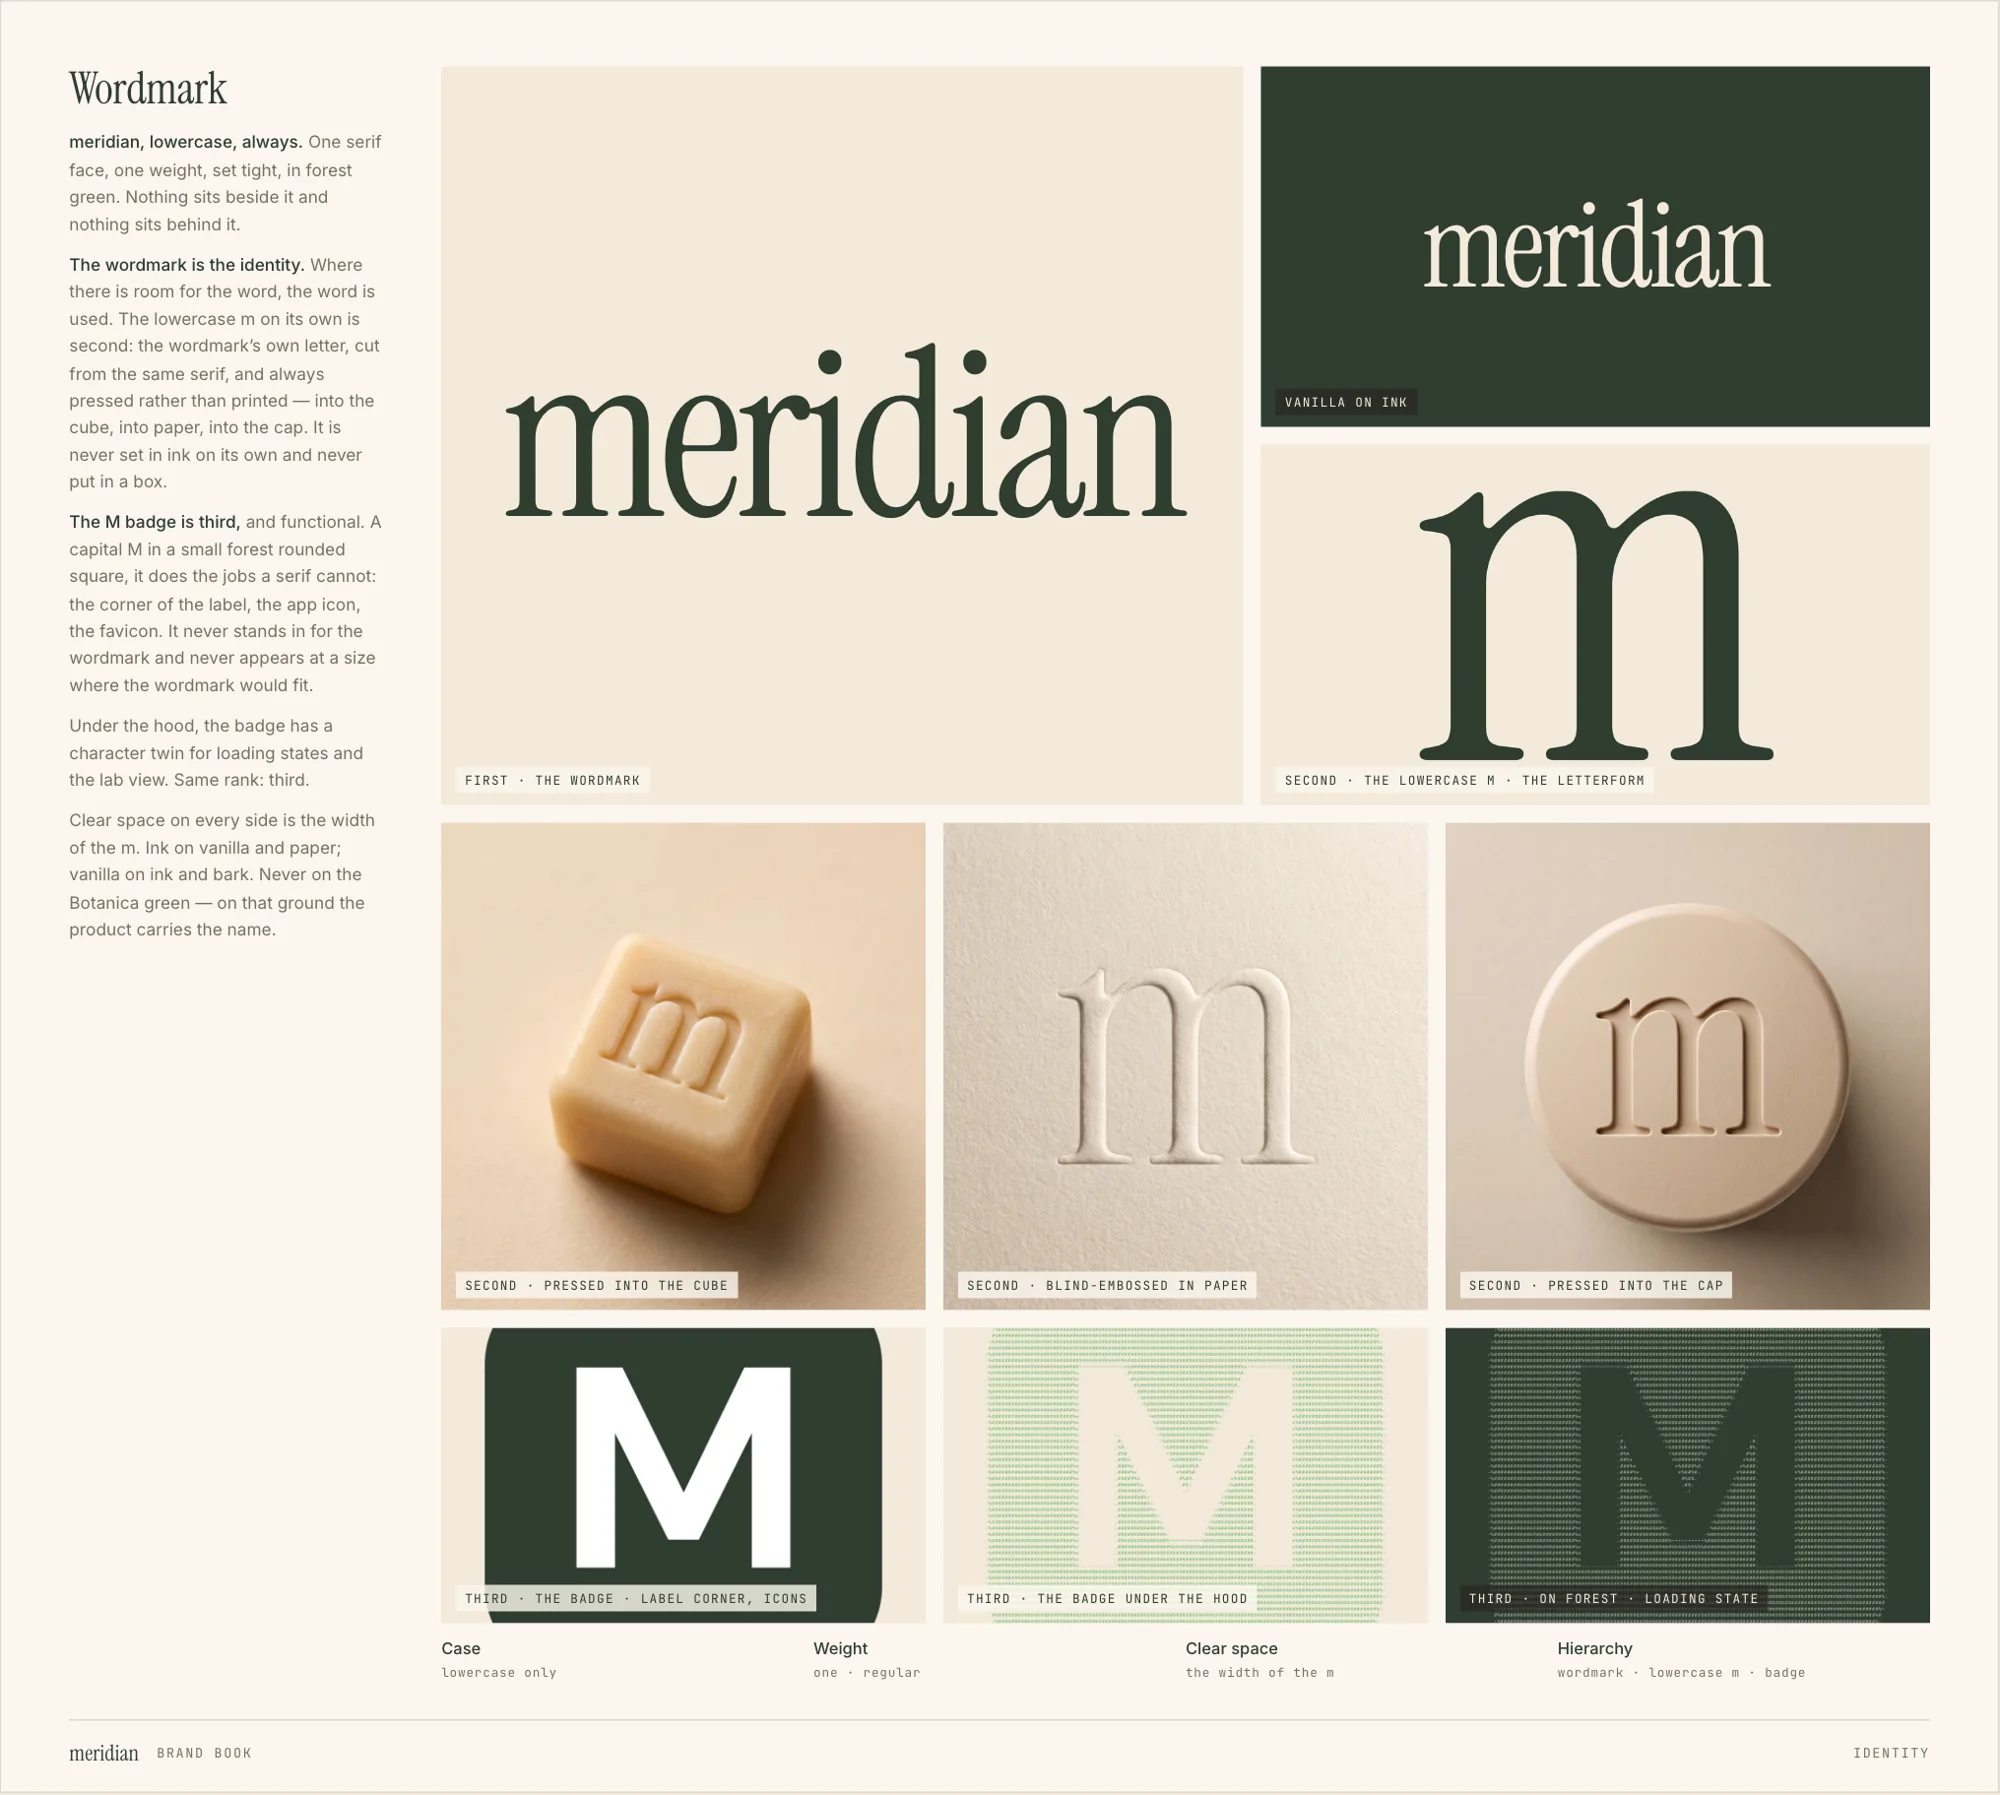 Wordmark
meridian, lowercase, always. One serif
face, one weight, set tight, in forest
green. Nothing sits beside it and
nothing sits behind it.
The wordmark is the identity. Where
there is room for the word, the word is
used. The lowercase m on its own is
second: the wordmark’s own letter, cut
from the same serif, and always
pressed rather than printed — into the
cube, into paper, into the cap. It is
never set in ink on its own and never
put in a box.
The M badge is third, and functional. A
capital M in a small forest rounded
square, it does the jobs a serif cannot:
the corner of the label, the app icon,
the favicon. It never stands in for the
wordmark and never appears at a size
where the wordmark would fit.
Under the hood, the badge has a
character twin for loading states and
the lab view. Same rank: third.
Clear space on every side is the width
of the m. Ink on vanilla and paper;
vanilla on ink and bark. Never on the
Botanica green — on that ground the
product carries the name.
meridian
FIRST · THE WORDMARK
meridian
VANILLA ON INK
m
SECOND · THE LOWERCASE M · THE LETTERFORM
m
SECOND · PRESSED INTO THE CUBE
m
SECOND · BLIND-EMBOSSED IN PAPER
m
SECOND · PRESSED INTO THE CAP
M
THIRD · THE BADGE · LABEL CORNER, ICONS
M
THIRD · THE BADGE UNDER THE HOOD
M
THIRD · ON FOREST · LOADING STATE
Case
lowercase only
Weight
one · regular
Clear space
the width of the m
Hierarchy
wordmark · lowercase m · badge
meridian BRAND BOOK
IDENTITY